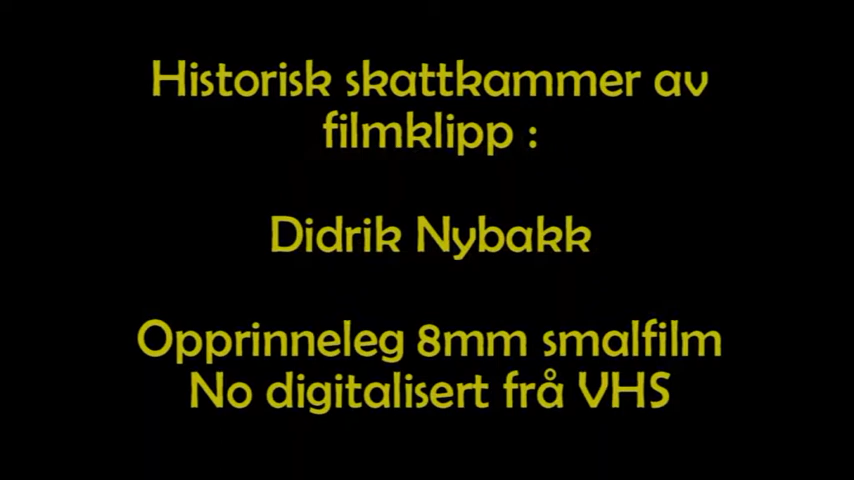 Historisk skattkammer av
filmklipp :
Didrik Nybakk
Opprinneleg 8mm smalfilm
No digitalisert frå VHS